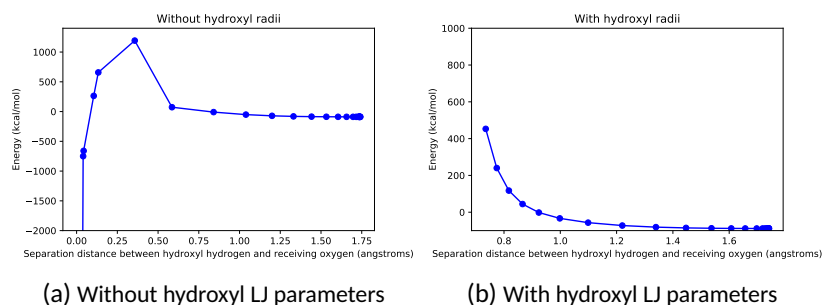 Without hydroxyl radii
1000
500
0
−500
−1000
−1500
−2000
Energy (kcal/mol)
0.00 0.25 0.50 0.75 1.00 1.25 1.50 1.75
Separation distance between hydroxyl hydrogen and receiving oxygen (angstroms)
(a) Without hydroxyl LJ parameters
With hydroxyl radii
1000
800
600
400
200
0
Energy (kcal/mol)
0.8 1.0 1.2 1.4 1.6
Separation distance between hydroxyl hydrogen and receiving oxygen (angstroms)
(b) With hydroxyl LJ parameters